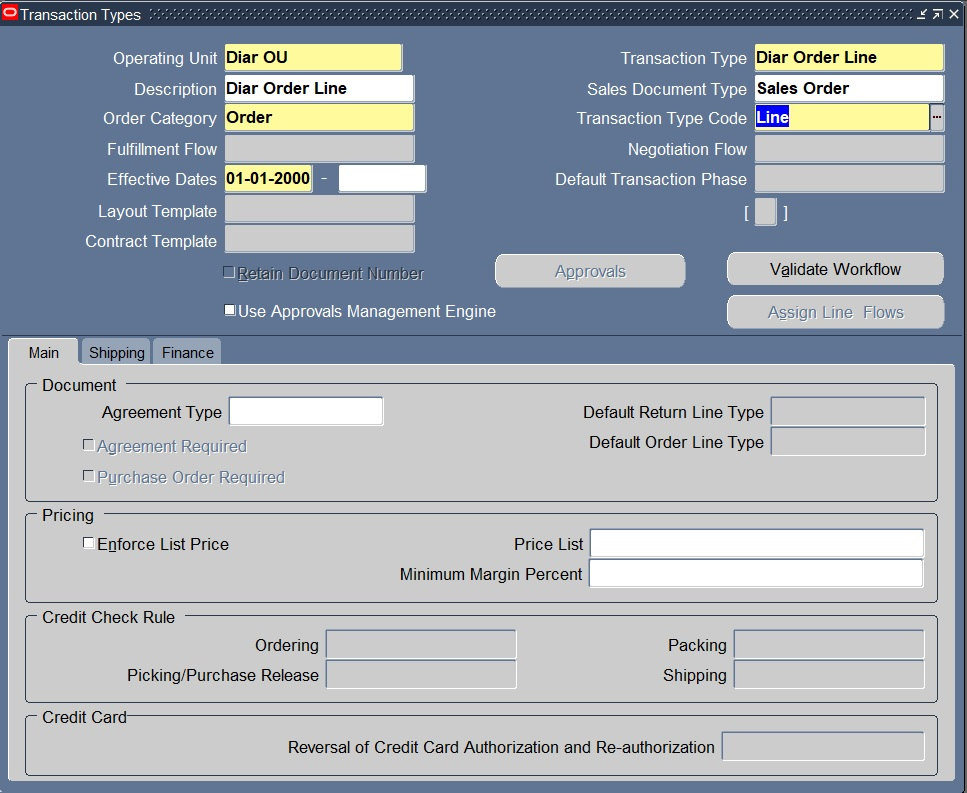 Transaction Types
Operating Unit Diar OU Transaction Type Diar Order Line
Description Diar Order Line Sales Document Type Sales Order
Order Category Order Transaction Type Code Line ...
Fulfillment Flow Negotiation Flow
Effective Dates 01-01-2000 - Default Transaction Phase
Layout Template [ ]
Contract Template
Retain Document Number Approvals Validate Workflow
Use Approvals Management Engine Assign Line Flows
Main Shipping Finance
Document
Agreement Type Default Return Line Type
Agreement Required Default Order Line Type
Purchase Order Required
Pricing
Enforce List Price Price List
Minimum Margin Percent
Credit Check Rule
Ordering Packing
Picking/Purchase Release Shipping
Credit Card
Reversal of Credit Card Authorization and Re-authorization